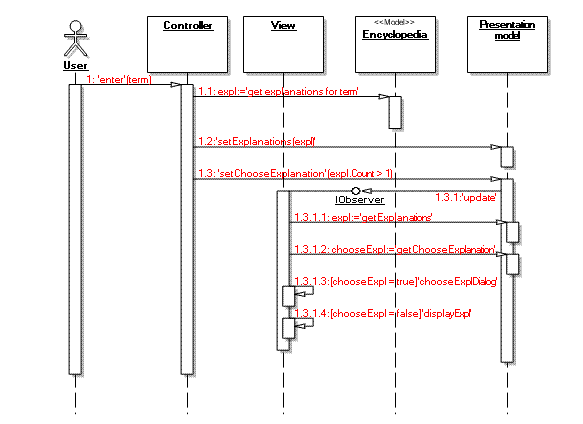 Controller
View
<<Model>>
Encyclopedia
Presentation
model
User
1: 'enter'(term)
1.1: expl:='get explanations for term'
1.2:'setExplanations(expl)'
1.3: 'setChooseExplanation'(expl.Count > 1)
IObserver
1.3.1:'update'
1.3.1.1: expl:='getExplanations'
1.3.1.2: chooseExpl:='getChooseExplanation'
1.3.1.3:[chooseExpl = true]'chooseExplDialog'
1.3.1.4:[chooseExpl = false]'displayExpl'